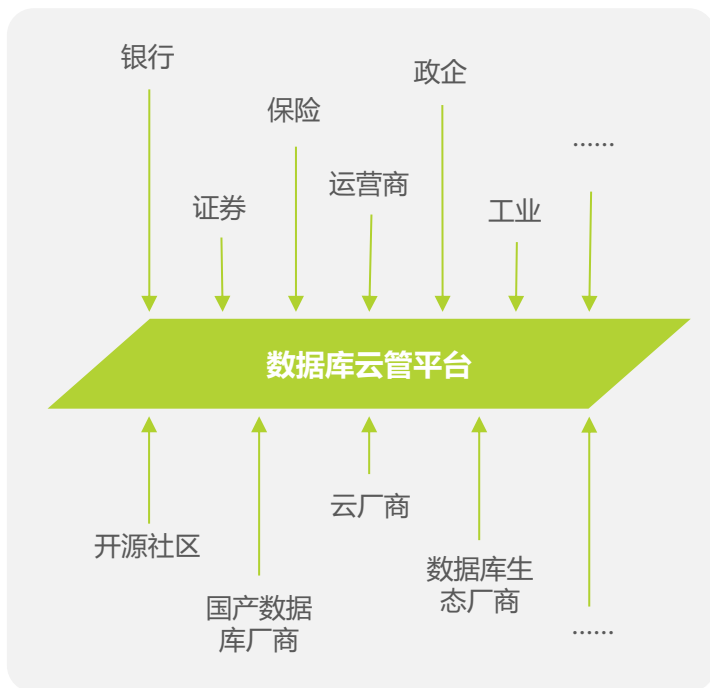 银行
政企
保险
……
运营商
证券
工业
数据库云管平台
云厂商
开源社区
数据库生
态厂商
国产数据
库厂商
……